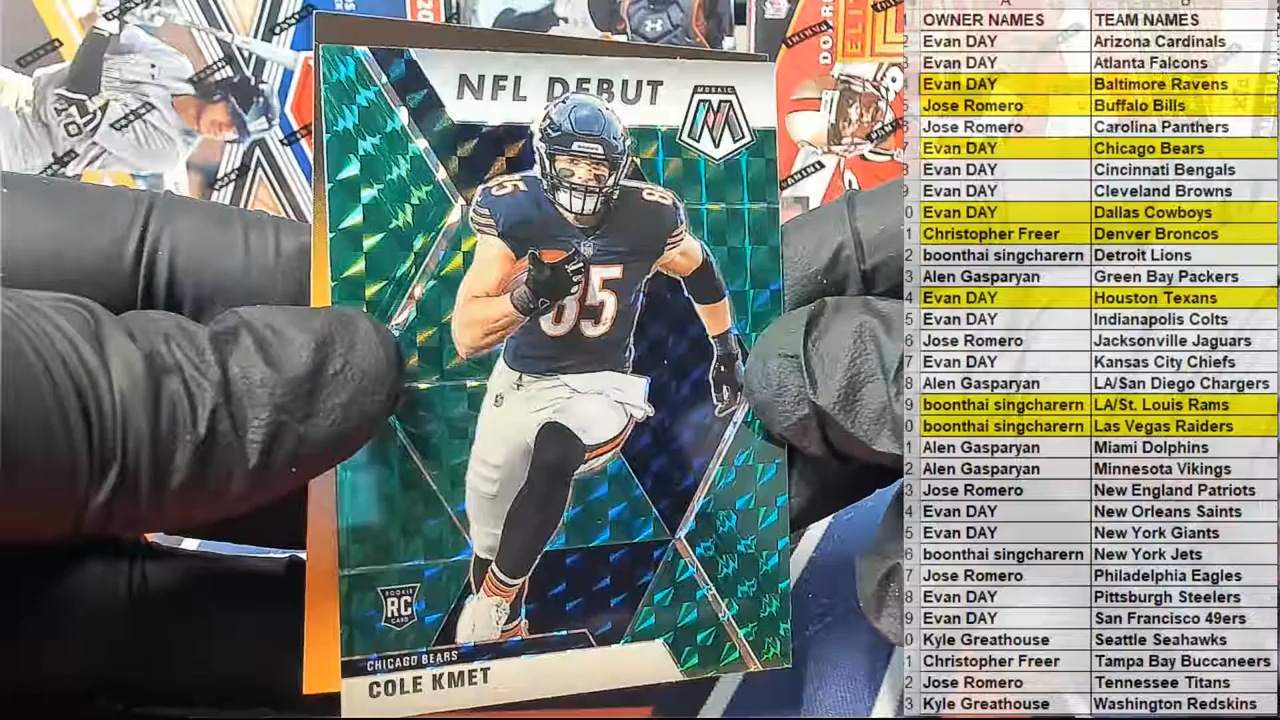 NFL DEBUT
MOSAIC
M
85
85
85
ROOKIE
RC
CARD
CHICAGO BEARS
COLE KMET
PANINI
A
OWNER NAMES TEAM NAMES
Evan DAY Arizona Cardinals
Evan DAY Atlanta Falcons
Evan DAY Baltimore Ravens
Jose Romero Buffalo Bills
Jose Romero Carolina Panthers
Evan DAY Chicago Bears
Evan DAY Cincinnati Bengals
Evan DAY Cleveland Browns
Evan DAY Dallas Cowboys
Christopher Freer Denver Broncos
boonthai singcharern Detroit Lions
Alen Gasparyan Green Bay Packers
Evan DAY Houston Texans
Evan DAY Indianapolis Colts
Jose Romero Jacksonville Jaguars
Evan DAY Kansas City Chiefs
Alen Gasparyan LA/San Diego Chargers
boonthai singcharern LA/St. Louis Rams
boonthai singcharern Las Vegas Raiders
Alen Gasparyan Miami Dolphins
Alen Gasparyan Minnesota Vikings
Jose Romero New England Patriots
Evan DAY New Orleans Saints
Evan DAY New York Giants
boonthai singcharern New York Jets
Jose Romero Philadelphia Eagles
Evan DAY Pittsburgh Steelers
Evan DAY San Francisco 49ers
Kyle Greathouse Seattle Seahawks
Christopher Freer Tampa Bay Buccaneers
Jose Romero Tennessee Titans
Kyle Greathouse Washington Redskins